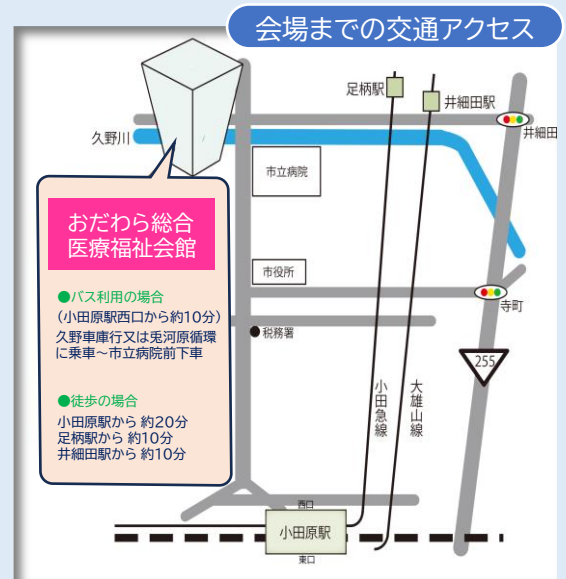 会場までの交通アクセス
足柄駅
井細田駅
井細田
久野川
市立病院
おだわら総合
医療福祉会館
●バス利用の場合
(小田原駅西口から約10分)
久野車庫行又は兎河原循環
に乗車～市立病院前下車
●徒歩の場合
小田原駅から 約20分
足柄駅から 約10分
井細田駅から 約10分
市役所
寺町
●税務署
255
小田急線
大雄山線
西口
小田原駅
東口